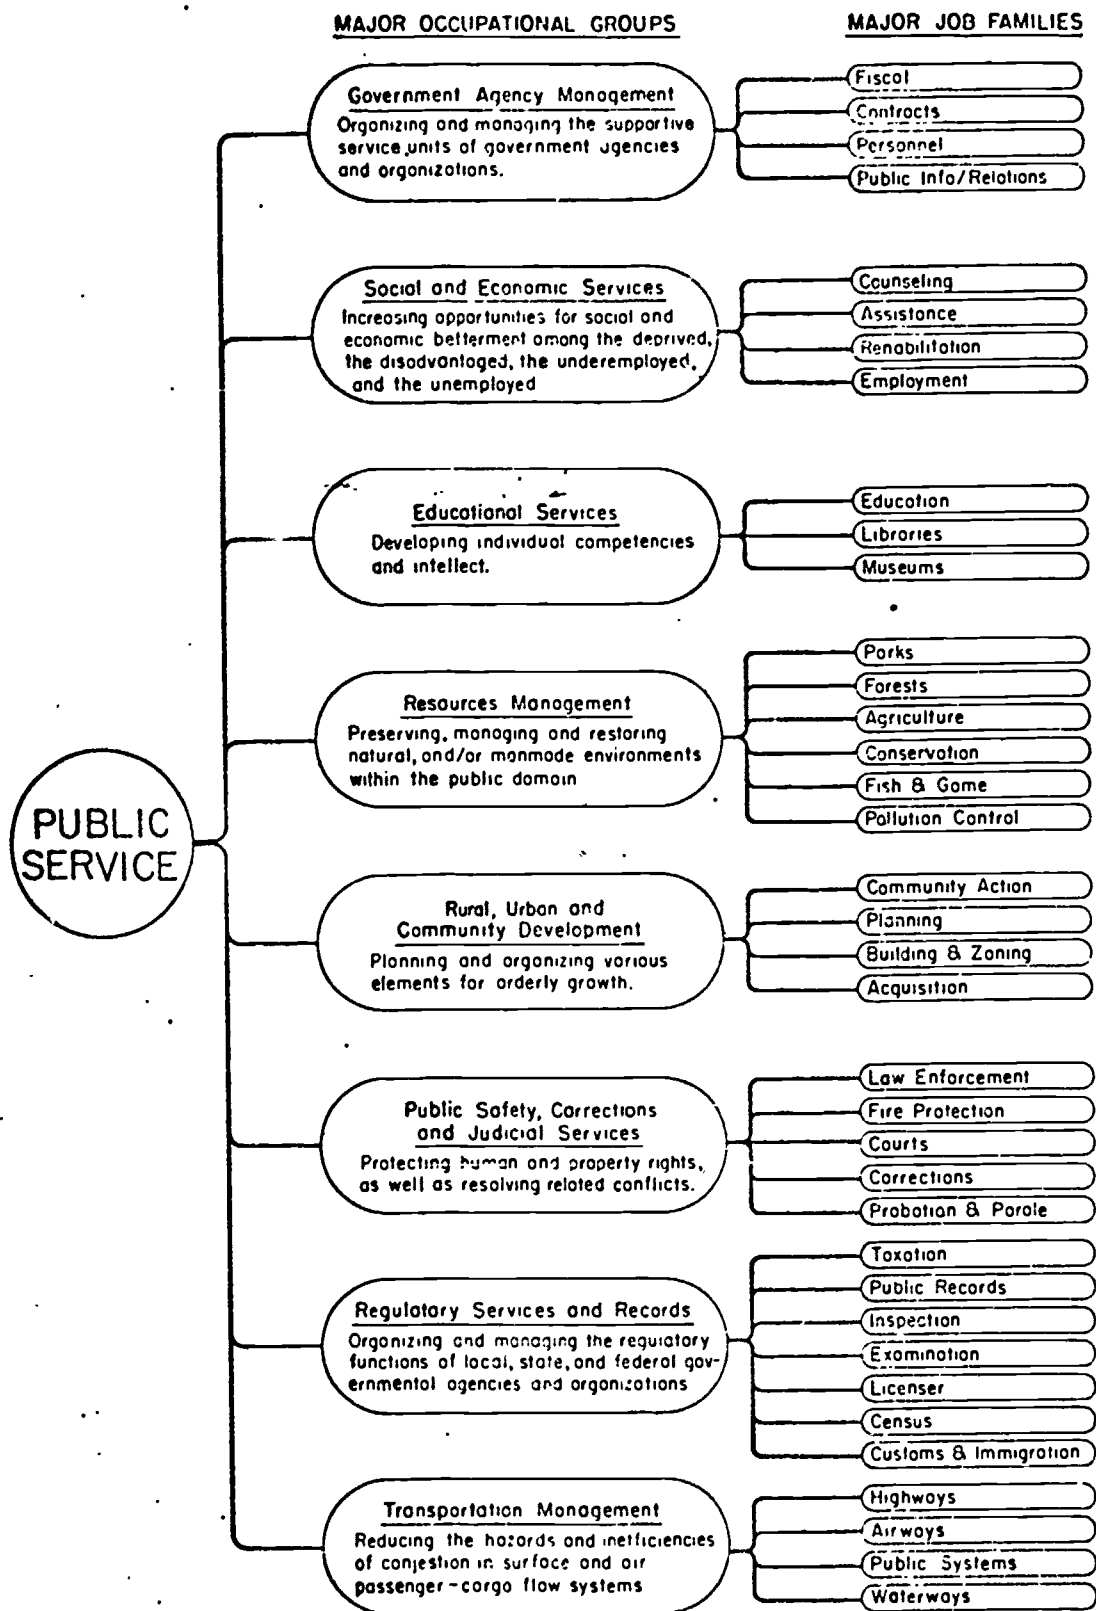 MAJOR OCCUPATIONAL GROUPS
MAJOR JOB FAMILIES
PUBLIC
SERVICE
Government Agency Management
Organizing and managing the supportive
service units of government agencies
and organizations.
Fiscal
Contracts
Personnel
Public Info/Relations
Social and Economic Services
Increasing opportunities for social and
economic betterment among the deprived,
the disadvantaged, the underemployed,
and the unemployed
Counseling
Assistance
Rehabilitation
Employment
Educational Services
Developing individual competencies
and intellect.
Education
Libraries
Museums
Resources Management
Preserving, managing and restoring
natural, and/or manmade environments
within the public domain
Parks
Forests
Agriculture
Conservation
Fish & Game
Pollution Control
Rural, Urban and
Community Development
Planning and organizing various
elements for orderly growth.
Community Action
Planning
Building & Zoning
Acquisition
Public Safety, Corrections
and Judicial Services
Protecting human and property rights,
as well as resolving related conflicts.
Law Enforcement
Fire Protection
Courts
Corrections
Probation & Parole
Regulatory Services and Records
Organizing and managing the regulatory
functions of local, state, and federal gov-
ernmental agencies and organizations
Taxation
Public Records
Inspection
Examination
Licenser
Census
Customs & Immigration
Transportation Management
Reducing the hazards and inefficiencies
of congestion in surface and air
passenger-cargo flow systems
Highways
Airways
Public Systems
Waterways